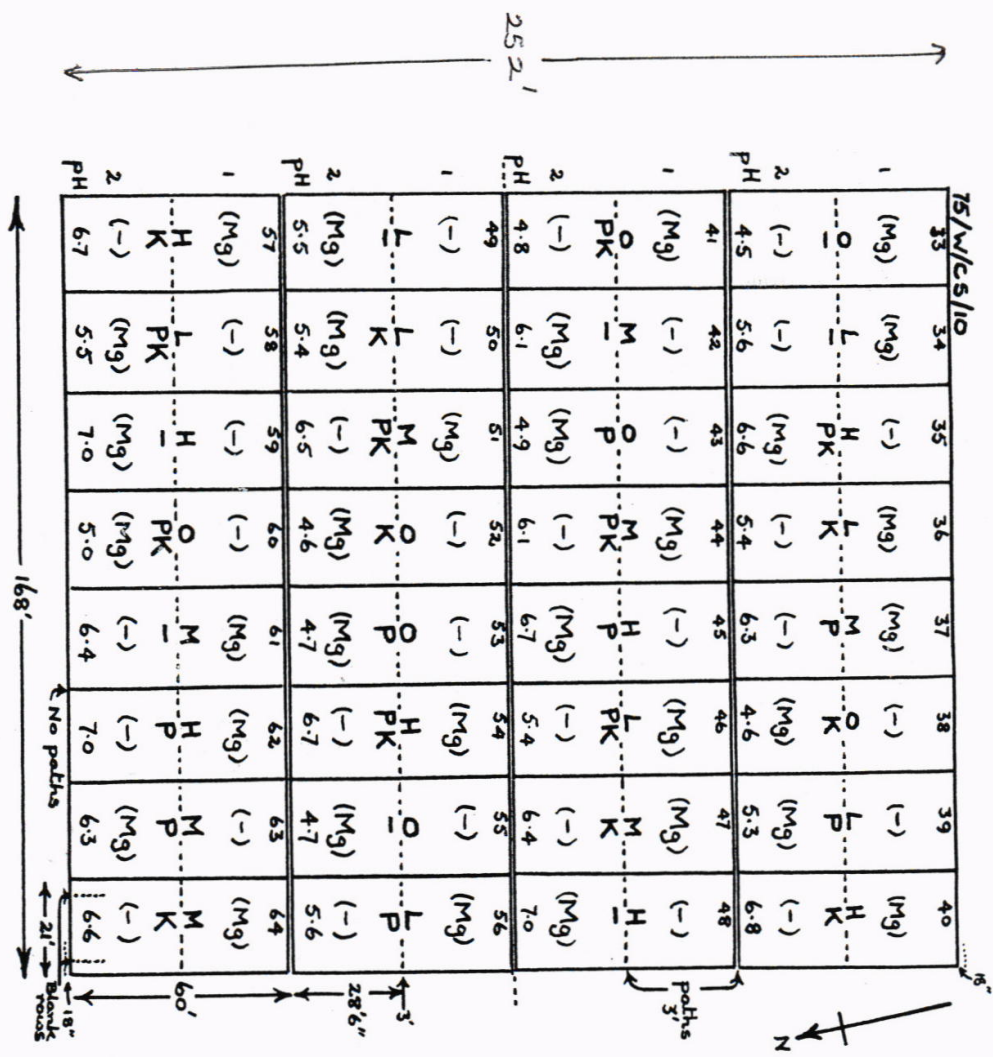 252'
75/W/CS/10
33 34 35 36 37 38 39 40
1 (Mg) (Mg) (-) (Mg) (Mg) (-) (-) (Mg)
O L H L M O L H
- - PK K P K P K
2 (-) (-) (Mg) (-) (-) (Mg) (Mg) (-)
pH 4.5 5.6 6.6 5.4 6.3 4.6 5.3 6.8
18"
41 42 43 44 45 46 47 48
1 (Mg) (-) (-) (Mg) (-) (Mg) (Mg) (-)
O M O M H L M H
PK - P PK P PK K -
2 (-) (Mg) (Mg) (-) (Mg) (-) (-) (Mg)
pH 4.8 6.1 4.9 6.1 6.7 5.4 6.4 7.0
paths
3'
49 50 51 52 53 54 55 56
1 (-) (-) (Mg) (-) (-) (Mg) (-) (Mg)
L L M O O H O L
- K PK K P PK - P
2 (Mg) (Mg) (-) (Mg) (Mg) (-) (Mg) (-)
pH 5.5 5.4 6.5 4.6 4.7 6.7 4.7 5.6
3'
28'6"
57 58 59 60 61 62 63 64
1 (Mg) (-) (-) (-) (Mg) (Mg) (-) (Mg)
H L H O M H M M
K PK - PK - P P K
2 (-) (Mg) (Mg) (Mg) (-) (-) (Mg) (-)
pH 6.7 5.5 7.0 5.0 6.4 7.0 6.3 6.6
60'
18"
No paths
21'
Blank
rows
168'
N